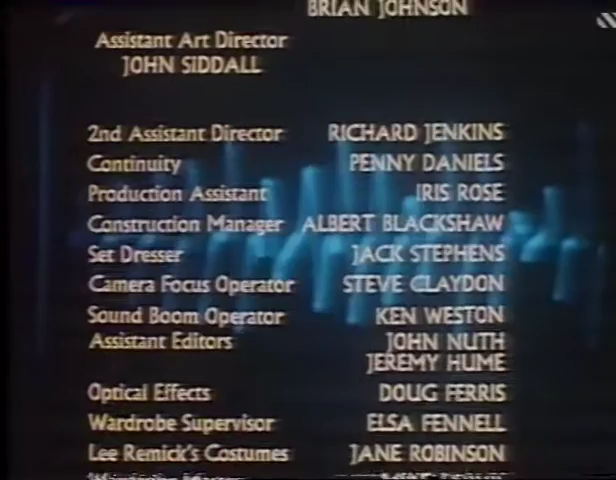 BRIAN JOHNSON
Assistant Art Director
JOHN SIDDALL
2nd Assistant Director RICHARD JENKINS
Continuity PENNY DANIELS
Production Assistant IRIS ROSE
Construction Manager ALBERT BLACKSHAW
Set Dresser JACK STEPHENS
Camera Focus Operator STEVE CLAYDON
Sound Boom Operator KEN WESTON
Assistant Editors JOHN NUTH
JEREMY HUME
Optical Effects DOUG FERRIS
Wardrobe Supervisor ELSA FENNELL
Lee Remick's Costumes JANE ROBINSON